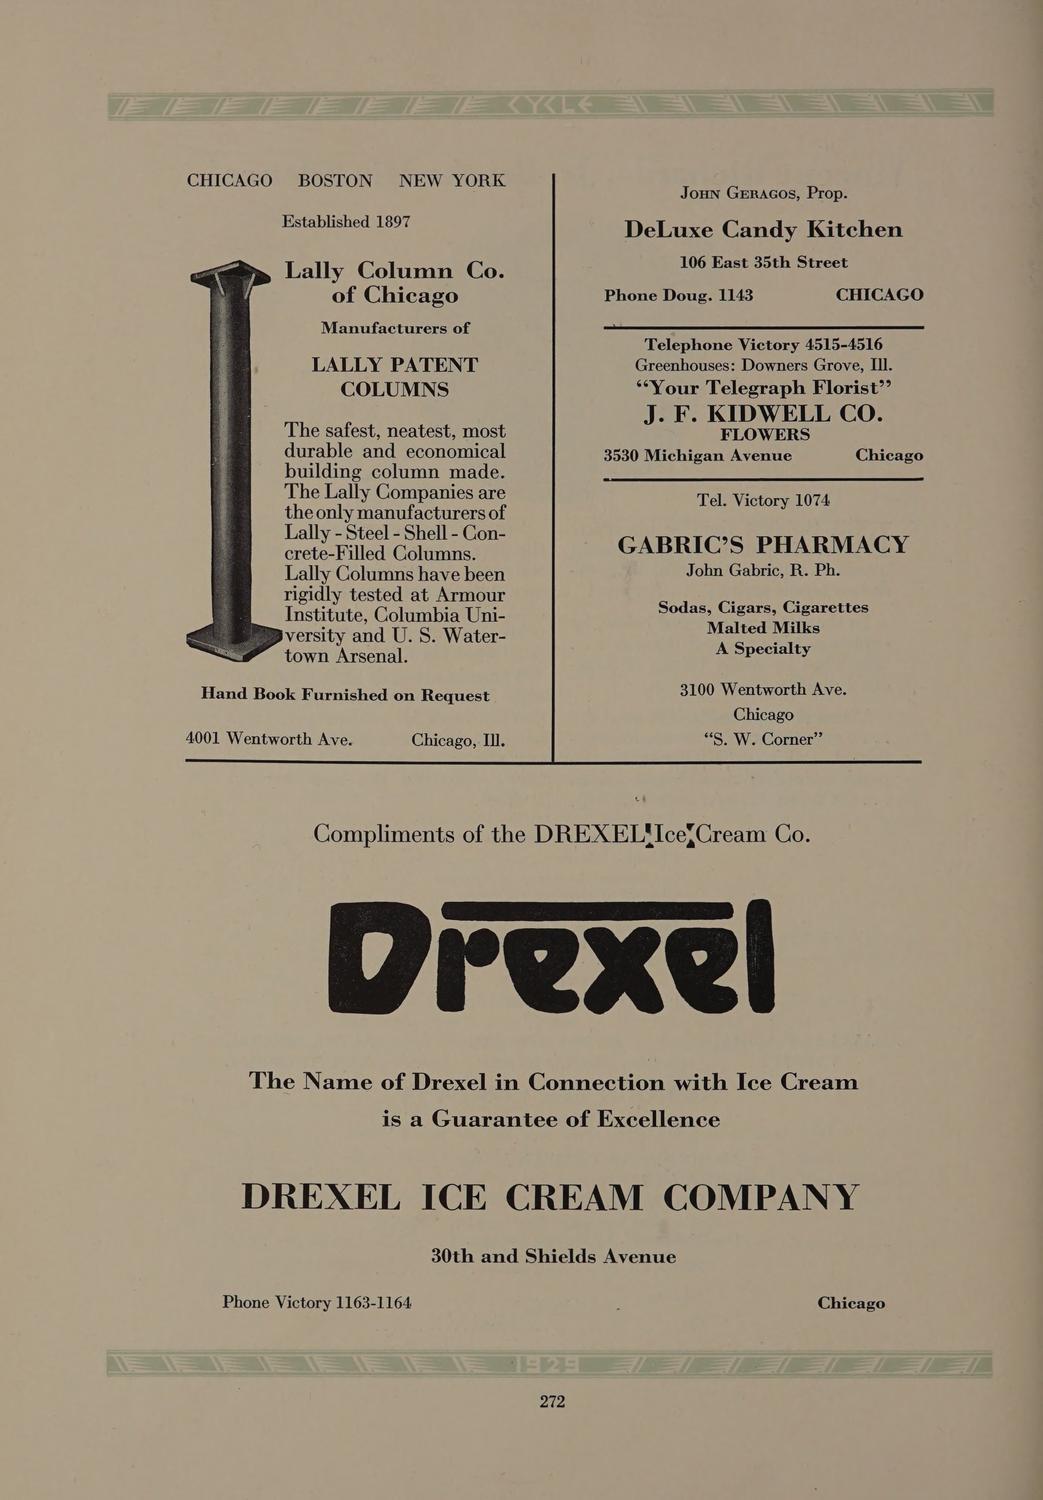 CYCLE
CHICAGO BOSTON NEW YORK
Established 1897
Lally Column Co.
of Chicago
Manufacturers of
LALLY PATENT
COLUMNS
The safest, neatest, most
durable and economical
building column made.
The Lally Companies are
the only manufacturers of
Lally - Steel - Shell - Con-
crete-Filled Columns.
Lally Columns have been
rigidly tested at Armour
Institute, Columbia Uni-
versity and U. S. Water-
town Arsenal.
Hand Book Furnished on Request
4001 Wentworth Ave. Chicago, Ill.
John Geragos, Prop.
DeLuxe Candy Kitchen
106 East 35th Street
Phone Doug. 1143 CHICAGO
Telephone Victory 4515-4516
Greenhouses: Downers Grove, Ill.
“Your Telegraph Florist”
J. F. KIDWELL CO.
FLOWERS
3530 Michigan Avenue Chicago
Tel. Victory 1074
GABRIC’S PHARMACY
John Gabric, R. Ph.
Sodas, Cigars, Cigarettes
Malted Milks
A Specialty
3100 Wentworth Ave.
Chicago
“S. W. Corner”
Compliments of the DREXEL Ice Cream Co.
Drexel
The Name of Drexel in Connection with Ice Cream
is a Guarantee of Excellence
DREXEL ICE CREAM COMPANY
30th and Shields Avenue
Phone Victory 1163-1164 Chicago
1929
272